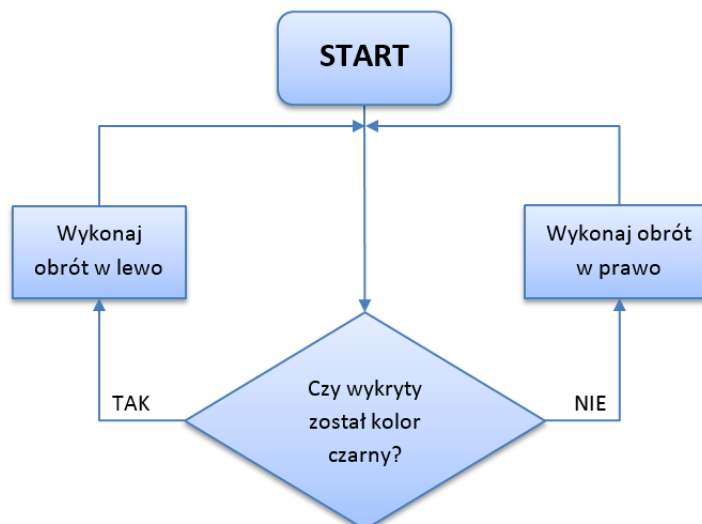 START
Wykonaj
obrót w lewo
Wykonaj obrót
w prawo
Czy wykryty
został kolor
czarny?
TAK
NIE